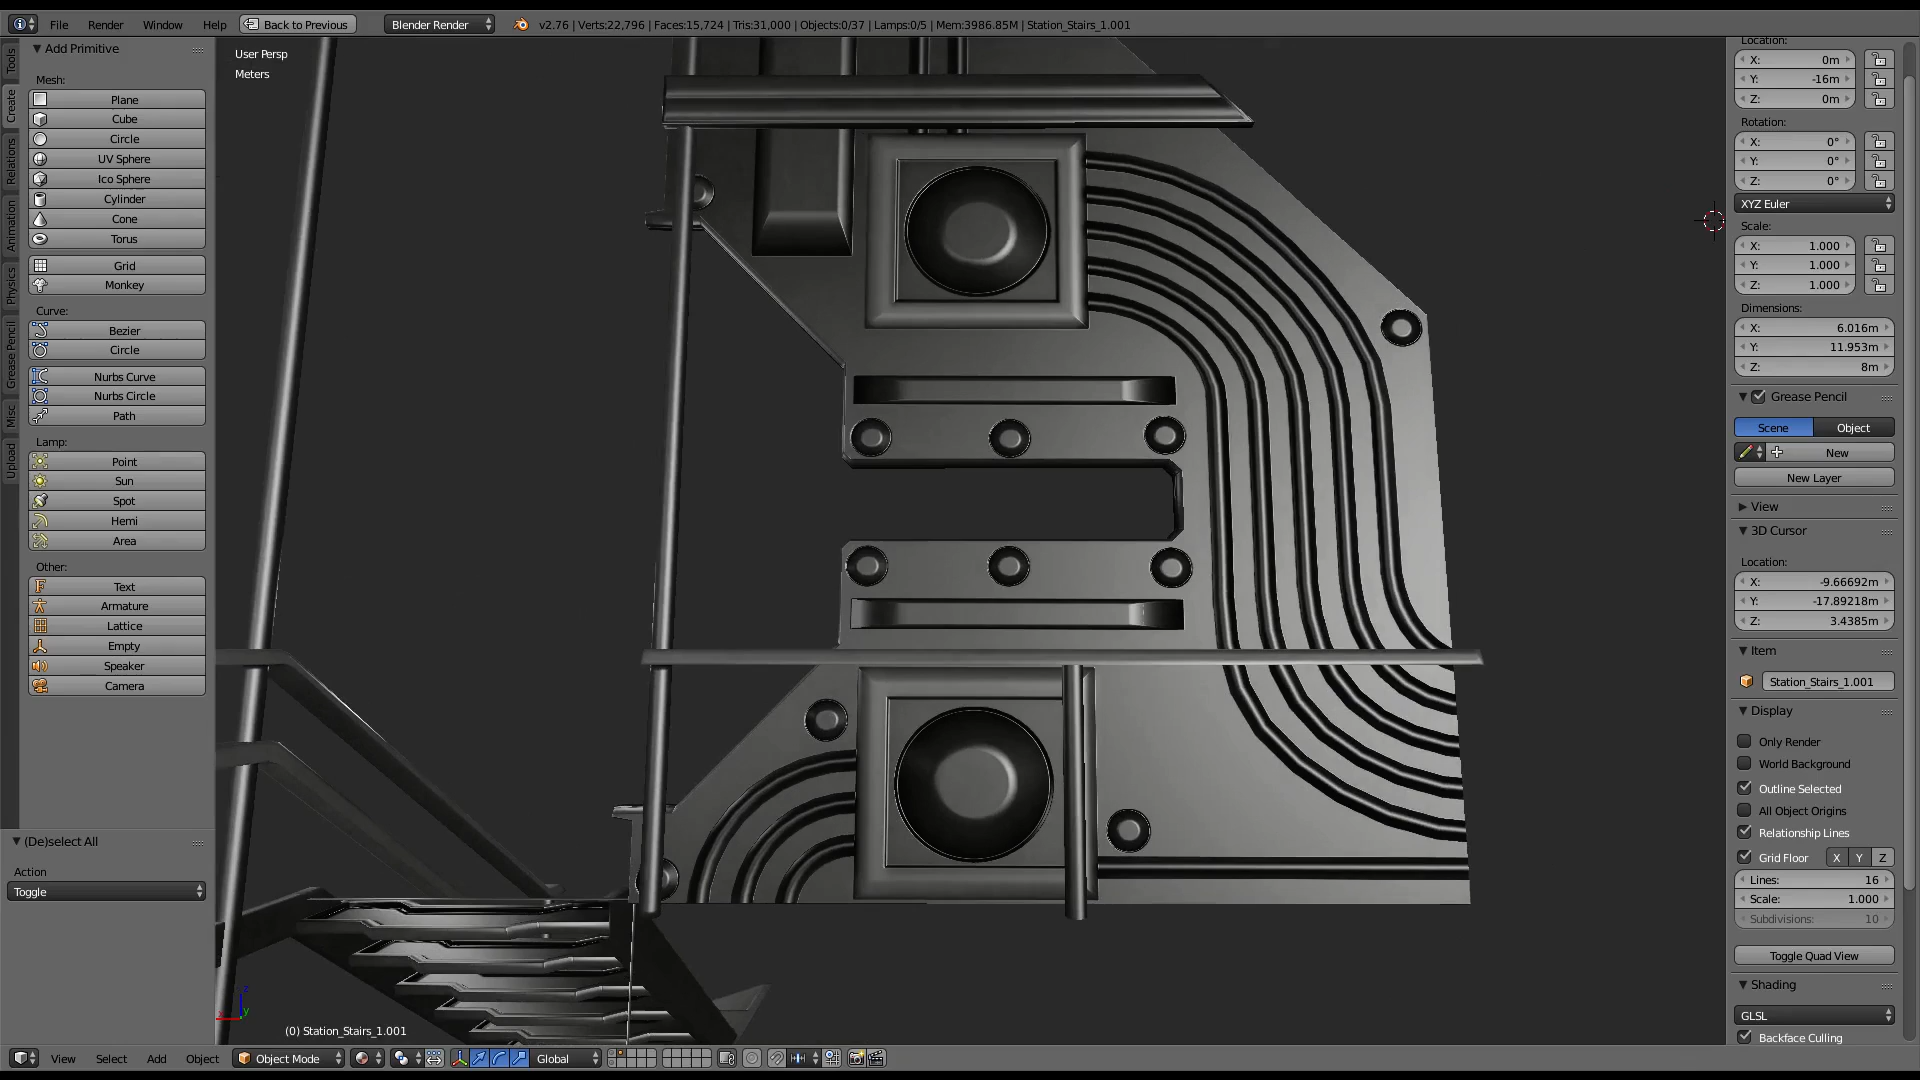 File Render Window Help Back to Previous Blender Render v2.76 | Verts:22,796 | Faces:15,724 | Tris:31,000 | Objects:0/37 | Lamps:0/5 | Mem:3986.85M | Station_Stairs_1.001
Tools
Create
Relations
Animation
Physics
Grease Pencil
Misc
Upload
Add Primitive
Mesh:
Plane
Cube
Circle
UV Sphere
Ico Sphere
Cylinder
Cone
Torus
Grid
Monkey
Curve:
Bezier
Circle
Nurbs Curve
Nurbs Circle
Path
Lamp:
Point
Sun
Spot
Hemi
Area
Other:
Text
Armature
Lattice
Empty
Speaker
Camera
(De)select All
Action
Toggle
User Persp
Meters
z
x
y
(0) Station_Stairs_1.001
Location:
X: 0m
Y: -16m
Z: 0m
Rotation:
X: 0°
Y: 0°
Z: 0°
XYZ Euler
Scale:
X: 1.000
Y: 1.000
Z: 1.000
Dimensions:
X: 6.016m
Y: 11.953m
Z: 8m
Grease Pencil
Scene Object
New
New Layer
View
3D Cursor
Location:
X: -9.66692m
Y: -17.89218m
Z: 3.4385m
Item
Station_Stairs_1.001
Display
Only Render
World Background
Outline Selected
All Object Origins
Relationship Lines
Grid Floor X Y Z
Lines: 16
Scale: 1.000
Subdivisions: 10
Toggle Quad View
Shading
GLSL
Backface Culling
View Select Add Object Object Mode Global